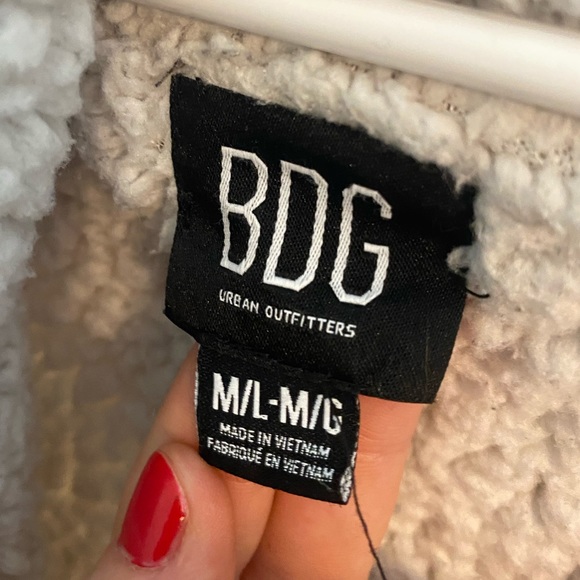 BDG
URBAN OUTFITTERS
M/L-M/G
MADE IN VIETNAM
FABRIQUÉ EN VIETNAM